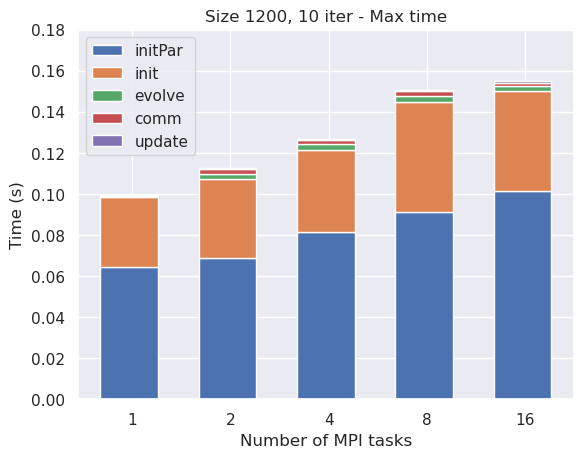 Size 1200, 10 iter - Max time
Time (s)
0.18
0.16
0.14
0.12
0.10
0.08
0.06
0.04
0.02
0.00
initPar
init
evolve
comm
update
1 2 4 8 16
Number of MPI tasks